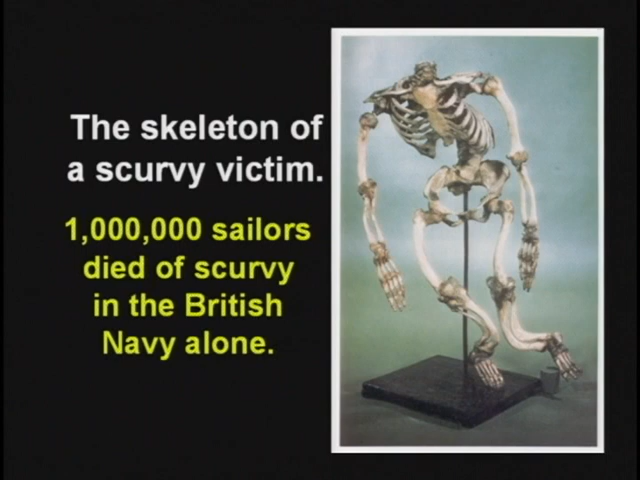 The skeleton of
a scurvy victim.
1,000,000 sailors
died of scurvy
in the British
Navy alone.